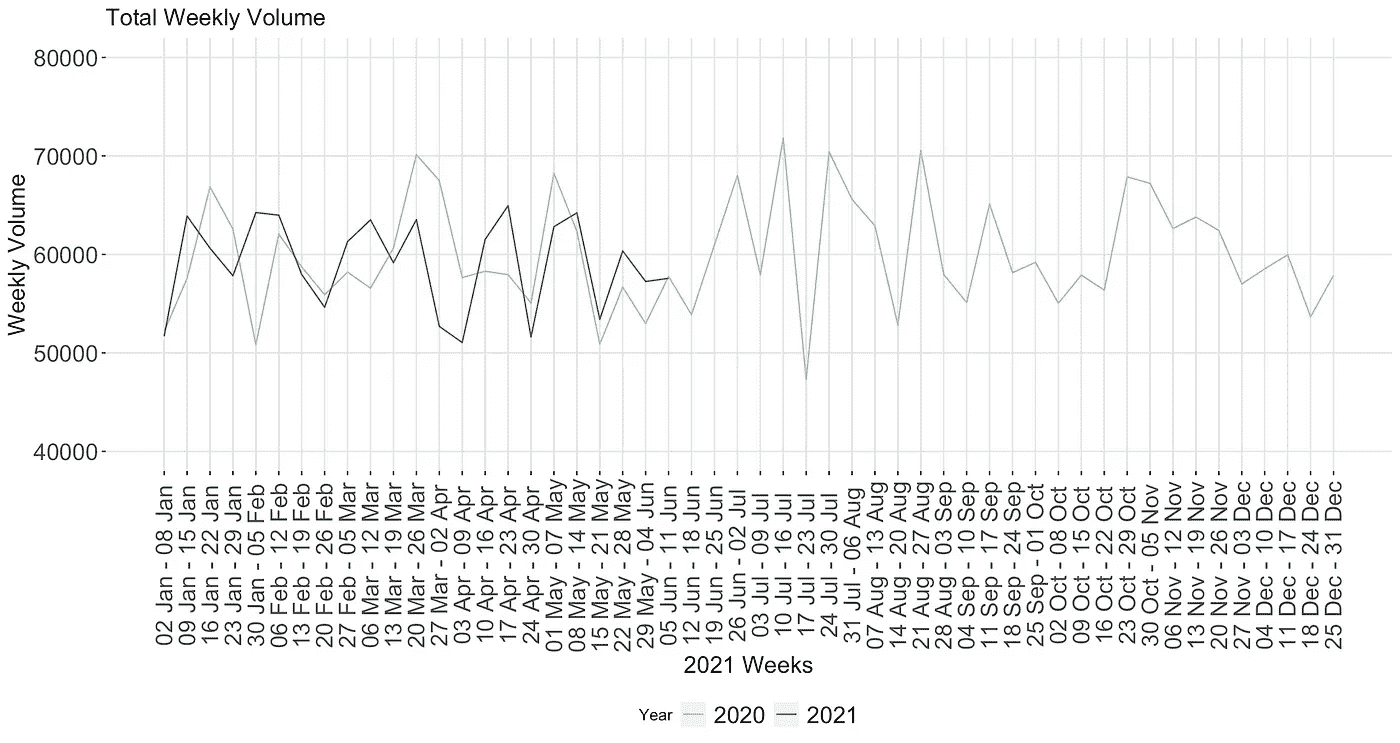 Total Weekly Volume
80000
70000
60000
50000
40000
Weekly Volume
02 Jan - 08 Jan
09 Jan - 15 Jan
16 Jan - 22 Jan
23 Jan - 29 Jan
30 Jan - 05 Feb
06 Feb - 12 Feb
13 Feb - 19 Feb
20 Feb - 26 Feb
27 Feb - 05 Mar
06 Mar - 12 Mar
13 Mar - 19 Mar
20 Mar - 26 Mar
27 Mar - 02 Apr
03 Apr - 09 Apr
10 Apr - 16 Apr
17 Apr - 23 Apr
24 Apr - 30 Apr
01 May - 07 May
08 May - 14 May
15 May - 21 May
22 May - 28 May
29 May - 04 Jun
05 Jun - 11 Jun
12 Jun - 18 Jun
19 Jun - 25 Jun
26 Jun - 02 Jul
03 Jul - 09 Jul
10 Jul - 16 Jul
17 Jul - 23 Jul
24 Jul - 30 Jul
31 Jul - 06 Aug
07 Aug - 13 Aug
14 Aug - 20 Aug
21 Aug - 27 Aug
28 Aug - 03 Sep
04 Sep - 10 Sep
11 Sep - 17 Sep
18 Sep - 24 Sep
25 Sep - 01 Oct
02 Oct - 08 Oct
09 Oct - 15 Oct
16 Oct - 22 Oct
23 Oct - 29 Oct
30 Oct - 05 Nov
06 Nov - 12 Nov
13 Nov - 19 Nov
20 Nov - 26 Nov
27 Nov - 03 Dec
04 Dec - 10 Dec
11 Dec - 17 Dec
18 Dec - 24 Dec
25 Dec - 31 Dec
2021 Weeks
Year 2020 2021